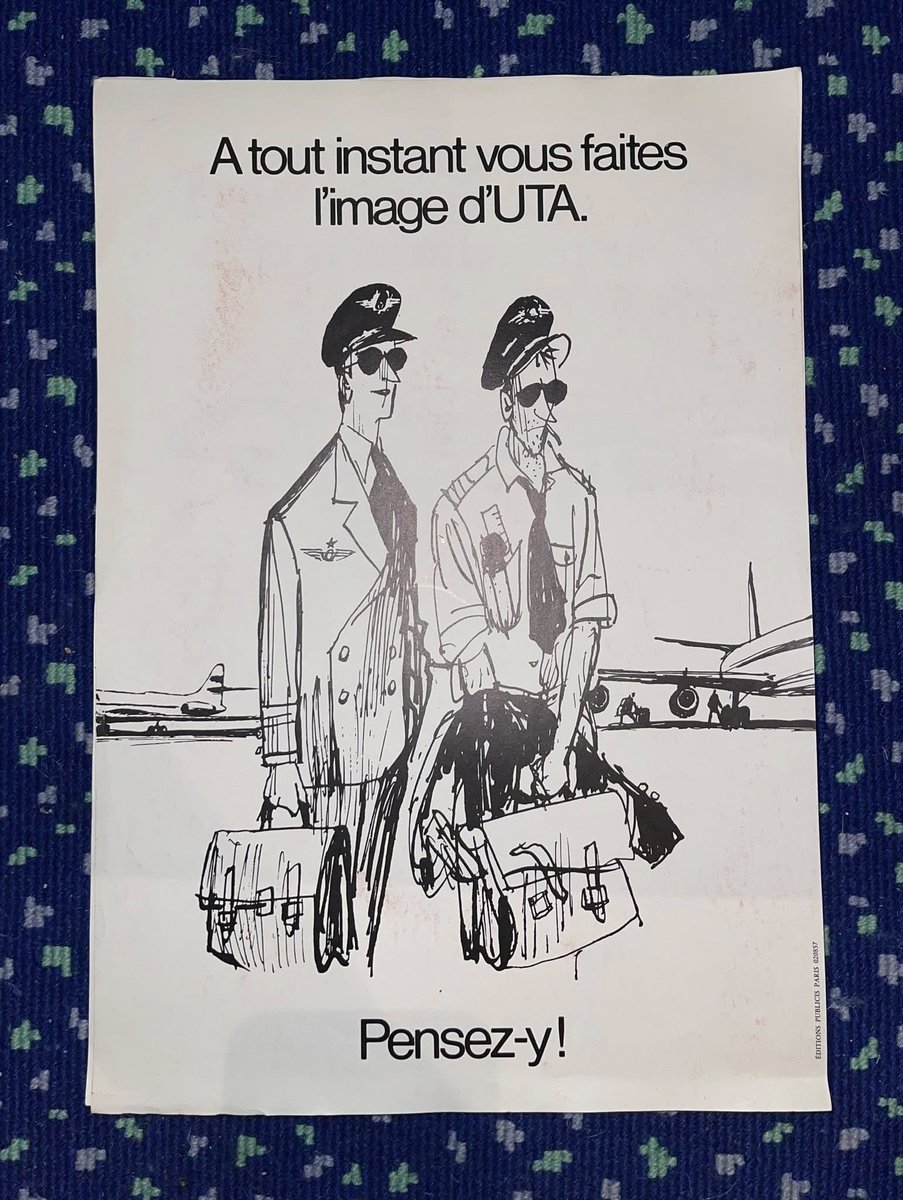 A tout instant vous faites
l'image d'UTA.
Pensez-y!
ÉDITIONS PUBLICIS PARIS 020857